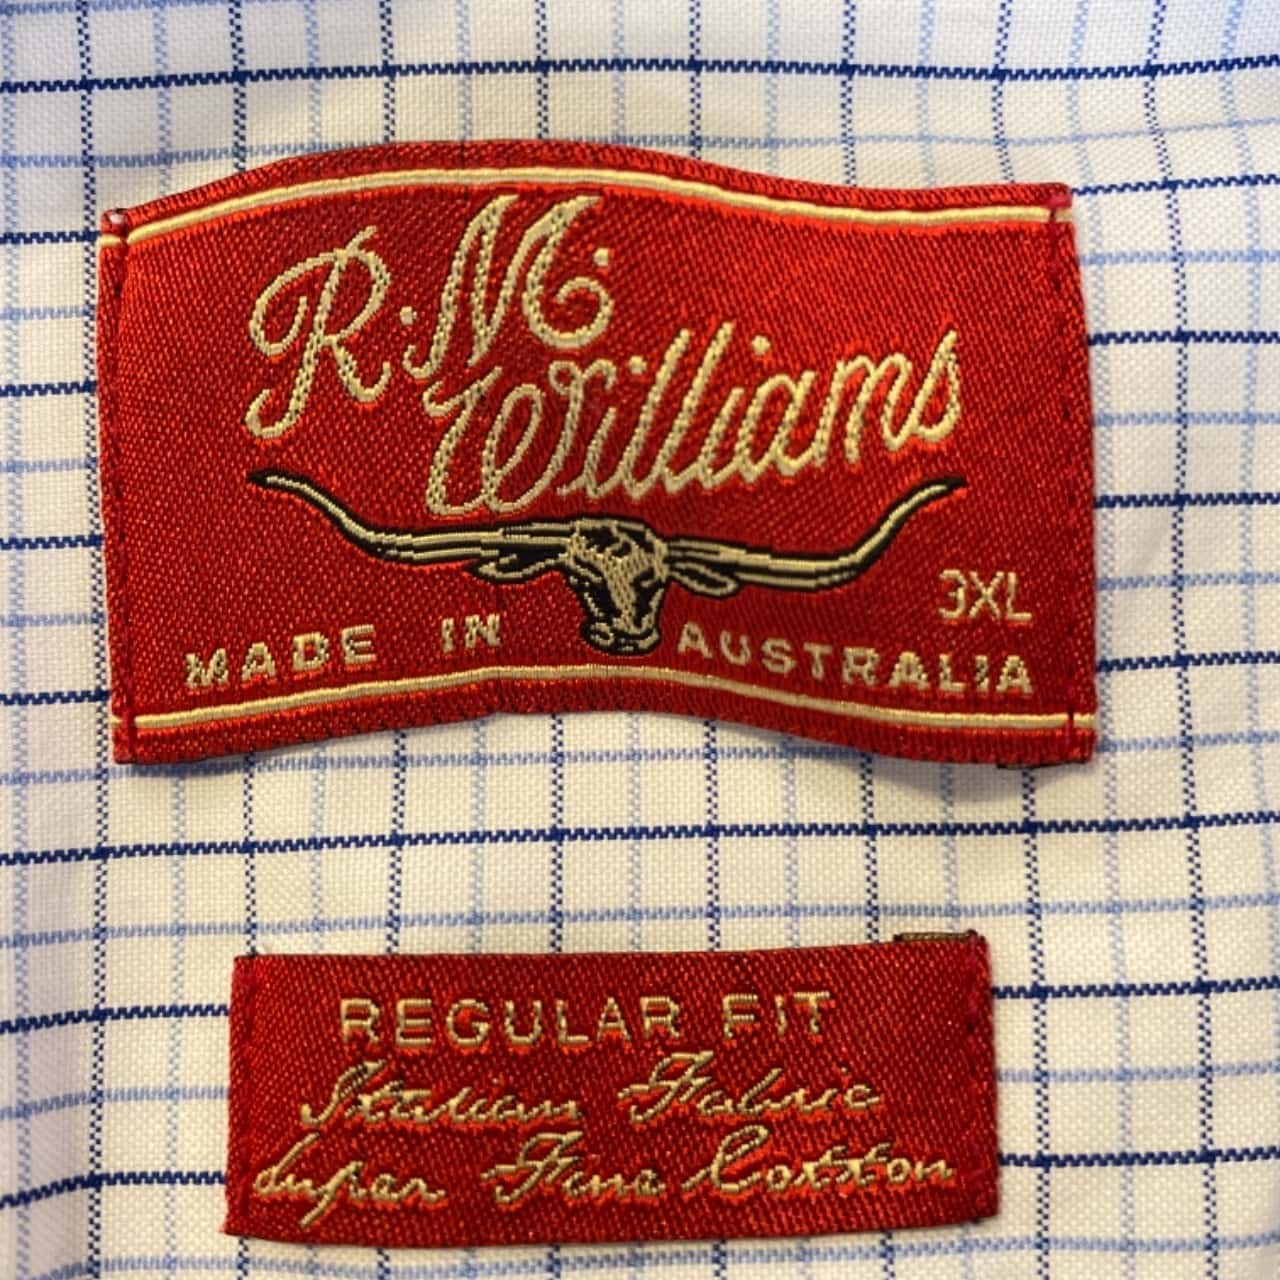 R.M.
Williams
3XL
MADE IN AUSTRALIA
REGULAR FIT
Italian Fabric
Super Fine Cotton